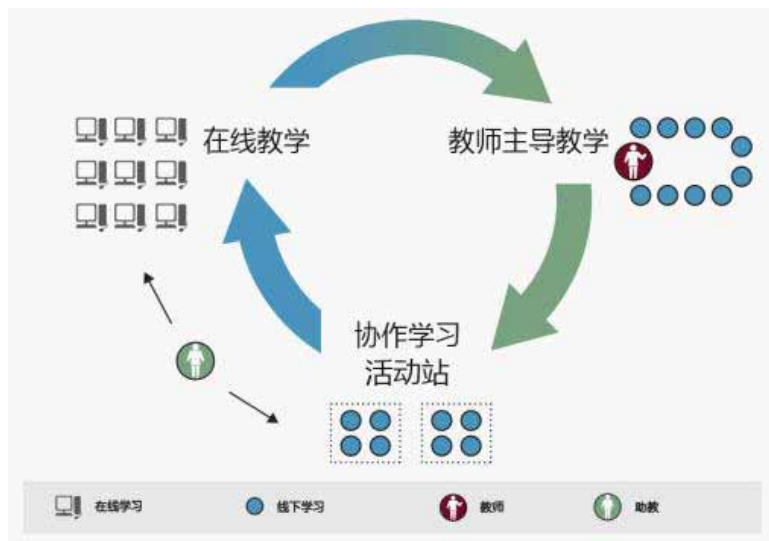 在线教学
教师主导教学
协作学习
活动站
在线学习
线下学习
教师
助教